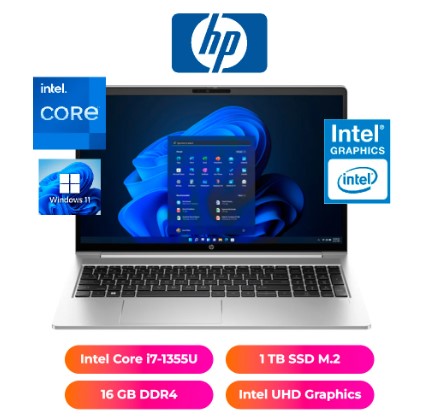 hp
intel.
CORE
Intel®
GRAPHICS
intel
Windows 11
Intel Core i7-1355U
1 TB SSD M.2
16 GB DDR4
Intel UHD Graphics